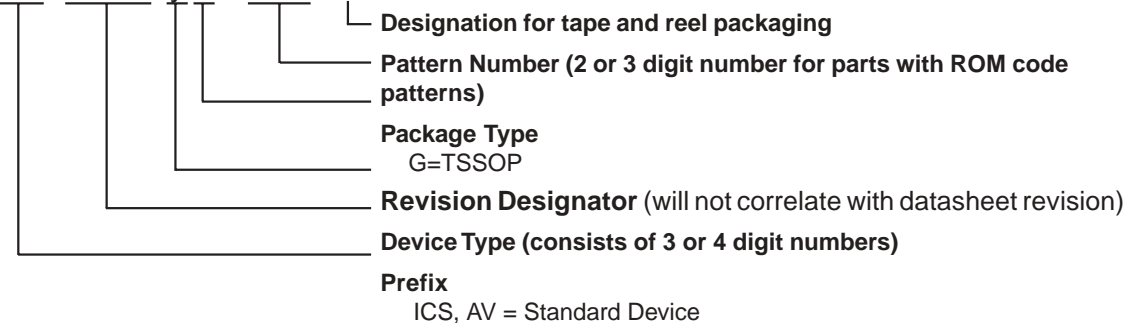 Designation for tape and reel packaging
Pattern Number (2 or 3 digit number for parts with ROM code
patterns)
Package Type
G=TSSOP
Revision Designator (will not correlate with datasheet revision)
Device Type (consists of 3 or 4 digit numbers)
Prefix
ICS, AV = Standard Device